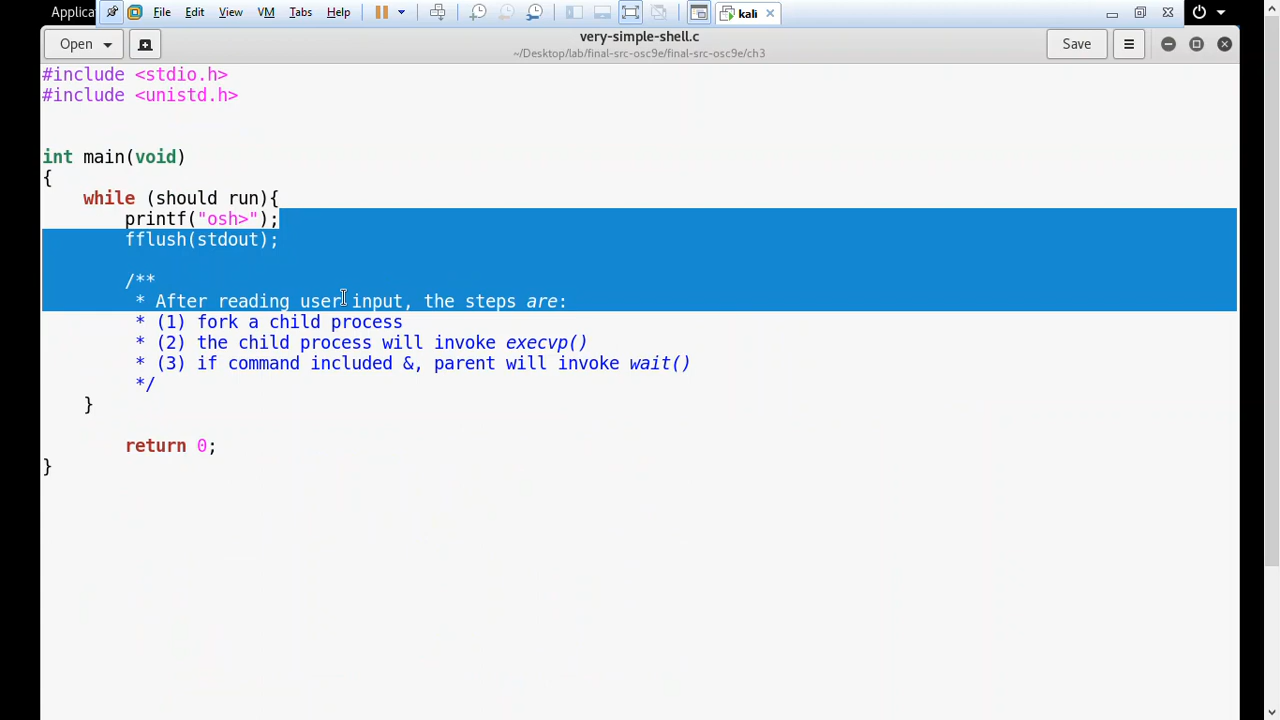 Applica File Edit View VM Tabs Help kali
very-simple-shell.c
Open ~/Desktop/lab/final-src-osc9e/final-src-osc9e/ch3 Save
#include <stdio.h>
#include <unistd.h>
int main(void)
{
while (should run){
printf("osh>");
fflush(stdout);
/**
* After reading user input, the steps are:
* (1) fork a child process
* (2) the child process will invoke execvp()
* (3) if command included &, parent will invoke wait()
*/
}
return 0;
}